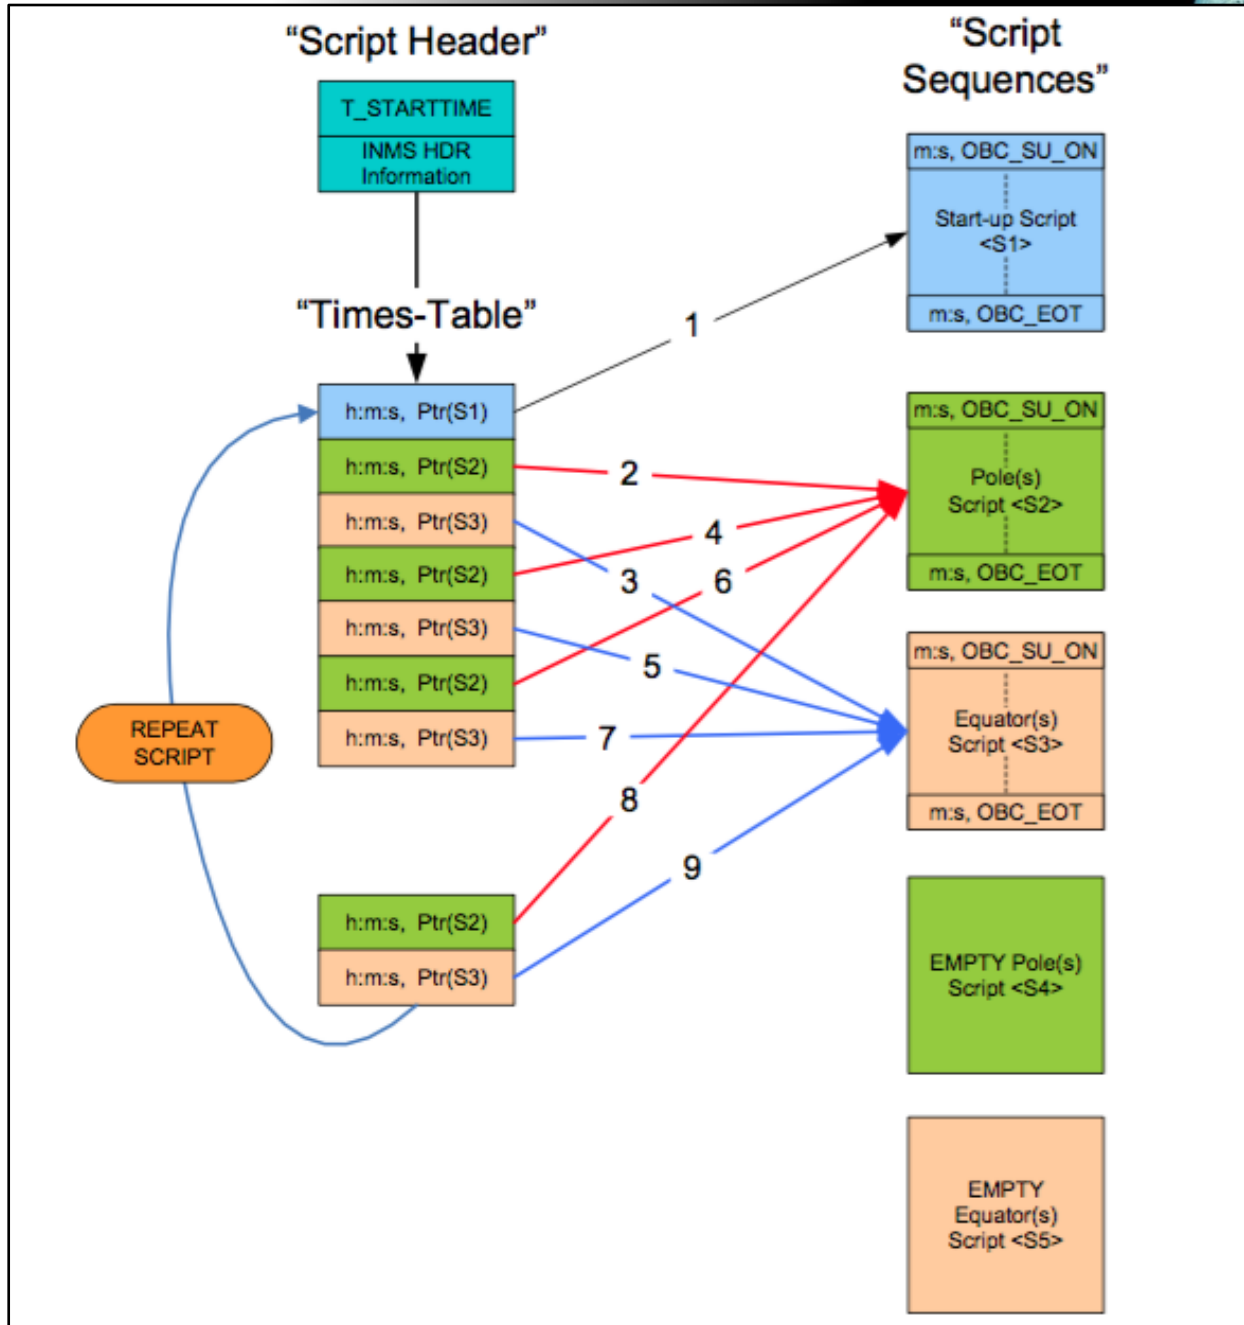 “Script Header”
T_STARTTIME
INMS HDR
Information
“Times-Table”
h:m:s, Ptr(S1)
h:m:s, Ptr(S2)
h:m:s, Ptr(S3)
h:m:s, Ptr(S2)
h:m:s, Ptr(S3)
h:m:s, Ptr(S2)
h:m:s, Ptr(S3)
h:m:s, Ptr(S2)
h:m:s, Ptr(S3)
REPEAT
SCRIPT
1
2
4
3
6
5
7
8
9
“Script
Sequences”
m:s, OBC_SU_ON
Start-up Script
<S1>
m:s, OBC_EOT
m:s, OBC_SU_ON
Pole(s)
Script <S2>
m:s, OBC_EOT
m:s, OBC_SU_ON
Equator(s)
Script <S3>
m:s, OBC_EOT
EMPTY Pole(s)
Script <S4>
EMPTY
Equator(s)
Script <S5>